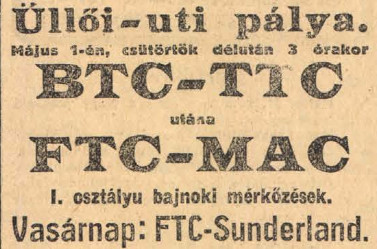 Üllői-uti pálya.
Május 1-én, csütörtök délután 3 órakor
BTC-TTC
utána
FTC-MAC
I. osztályu bajnoki mérkőzések.
Vasárnap: FTC-Sunderland.